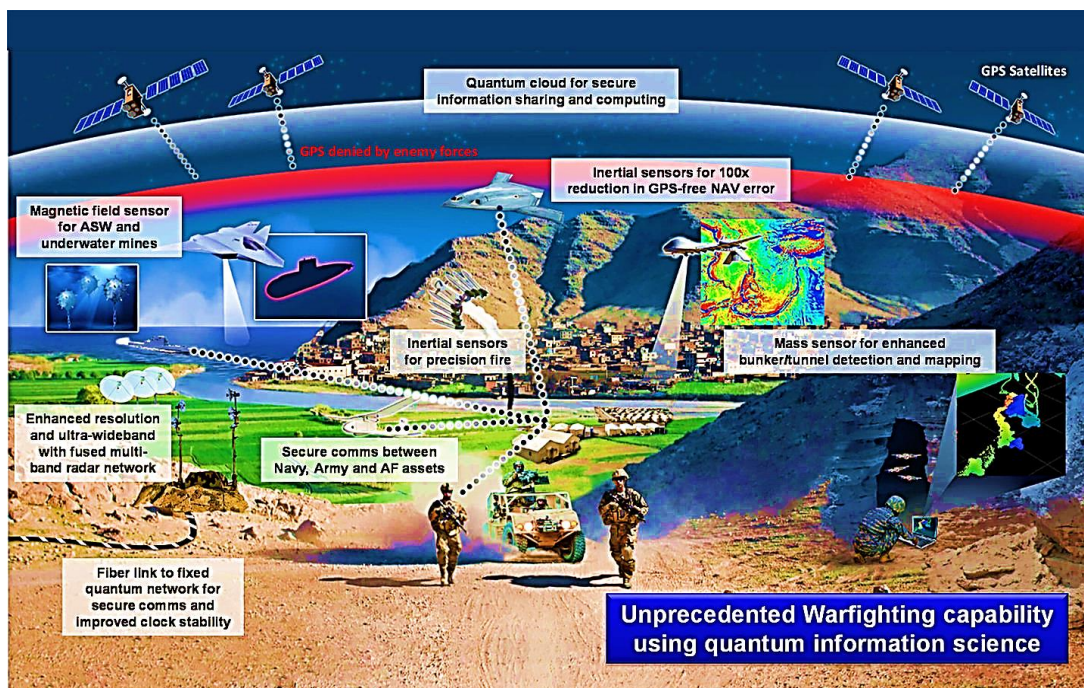 Quantum cloud for secure
information sharing and computing
GPS Satellites
GPS denied by enemy forces
Inertial sensors for 100x
reduction in GPS-free NAV error
Magnetic field sensor
for ASW and
underwater mines
Inertial sensors
for precision fire
Mass sensor for enhanced
bunker/tunnel detection and mapping
Enhanced resolution
and ultra-wideband
with fused multi-
band radar network
Secure comms between
Navy, Army and AF assets
Fiber link to fixed
quantum network for
secure comms and
improved clock stability
Unprecedented Warfighting capability
using quantum information science